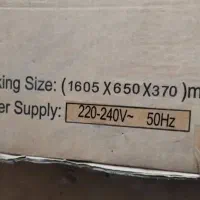 king Size: (1605 X 650 X 370 )m
er Supply: 220-240V~ 50Hz